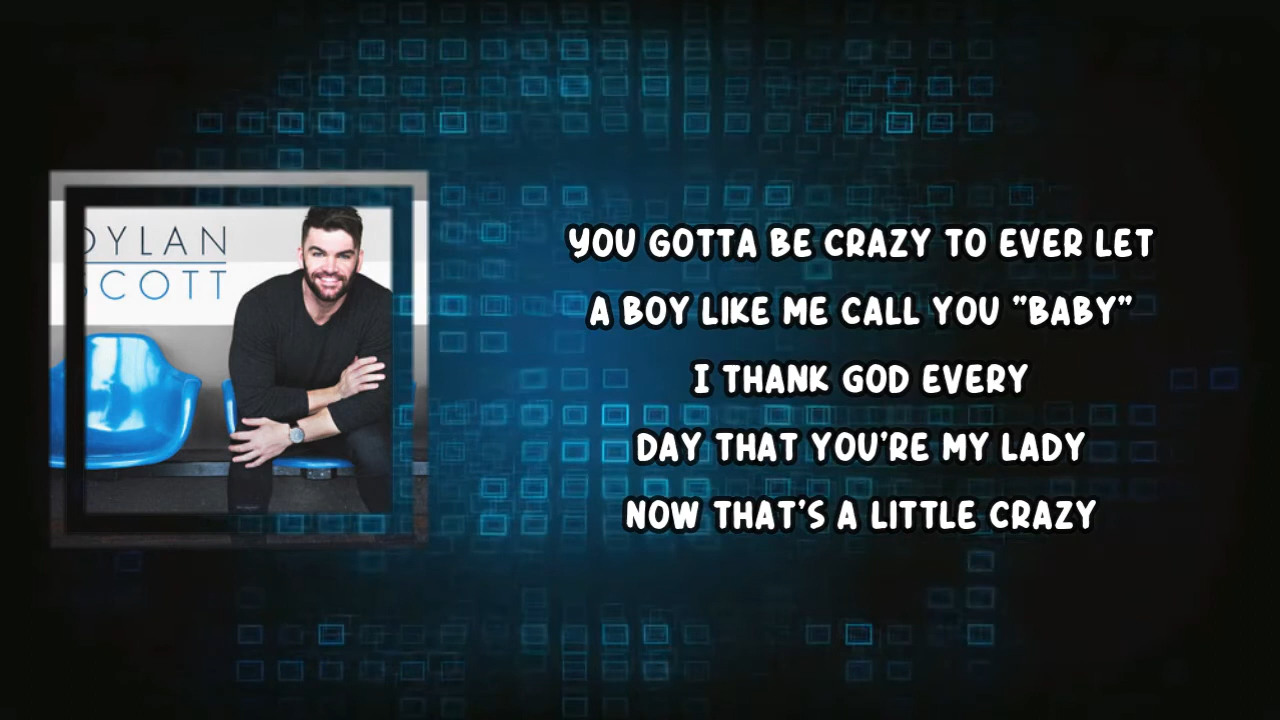 DYLAN
SCOTT
YOU GOTTA BE CRAZY TO EVER LET
A BOY LIKE ME CALL YOU "BABY"
I THANK GOD EVERY
DAY THAT YOU'RE MY LADY
NOW THAT'S A LITTLE CRAZY